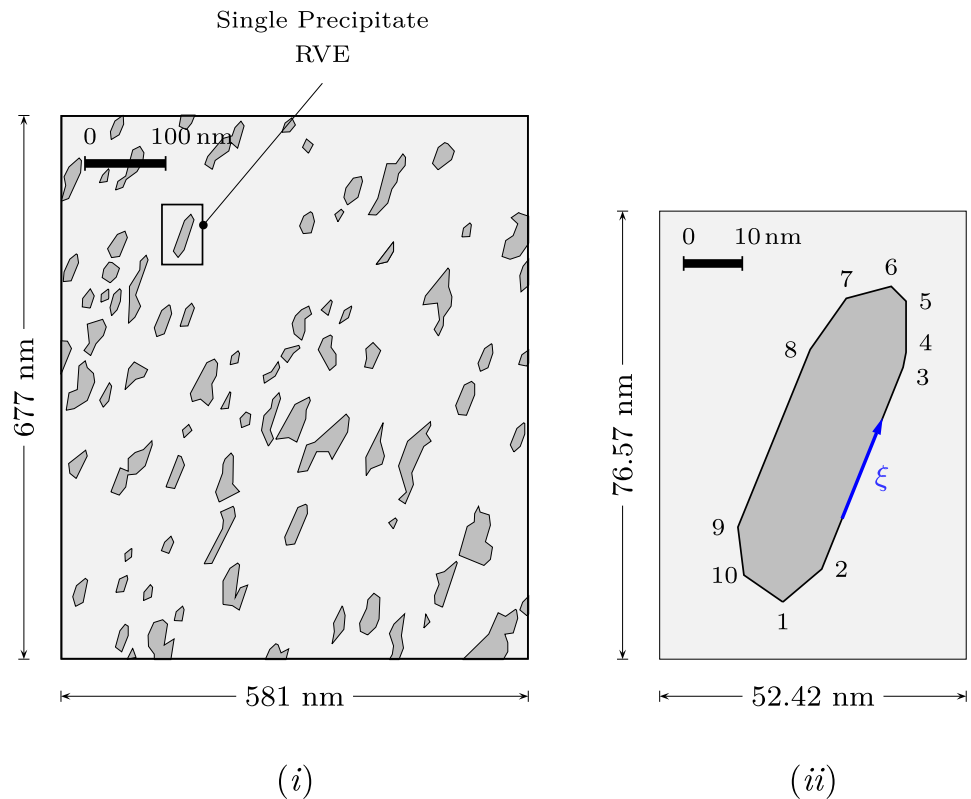 Single Precipitate
RVE
0 100 nm
677 nm
581 nm
(i)
0 10 nm
6
7
5
8
4
3
ξ
9
2
10
1
76.57 nm
52.42 nm
(ii)